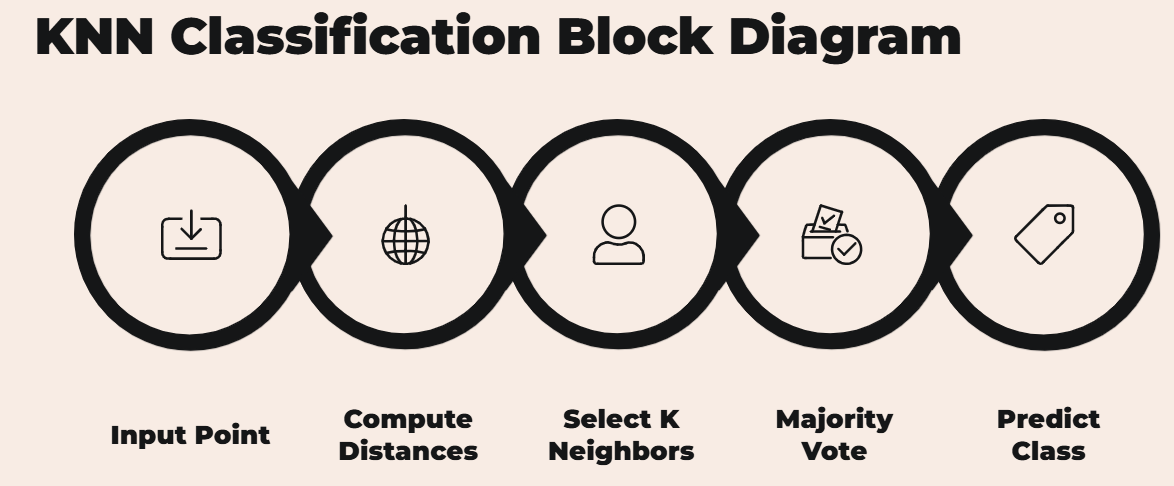 KNN Classification Block Diagram
Input Point
Compute
Distances
Select K
Neighbors
Majority
Vote
Predict
Class